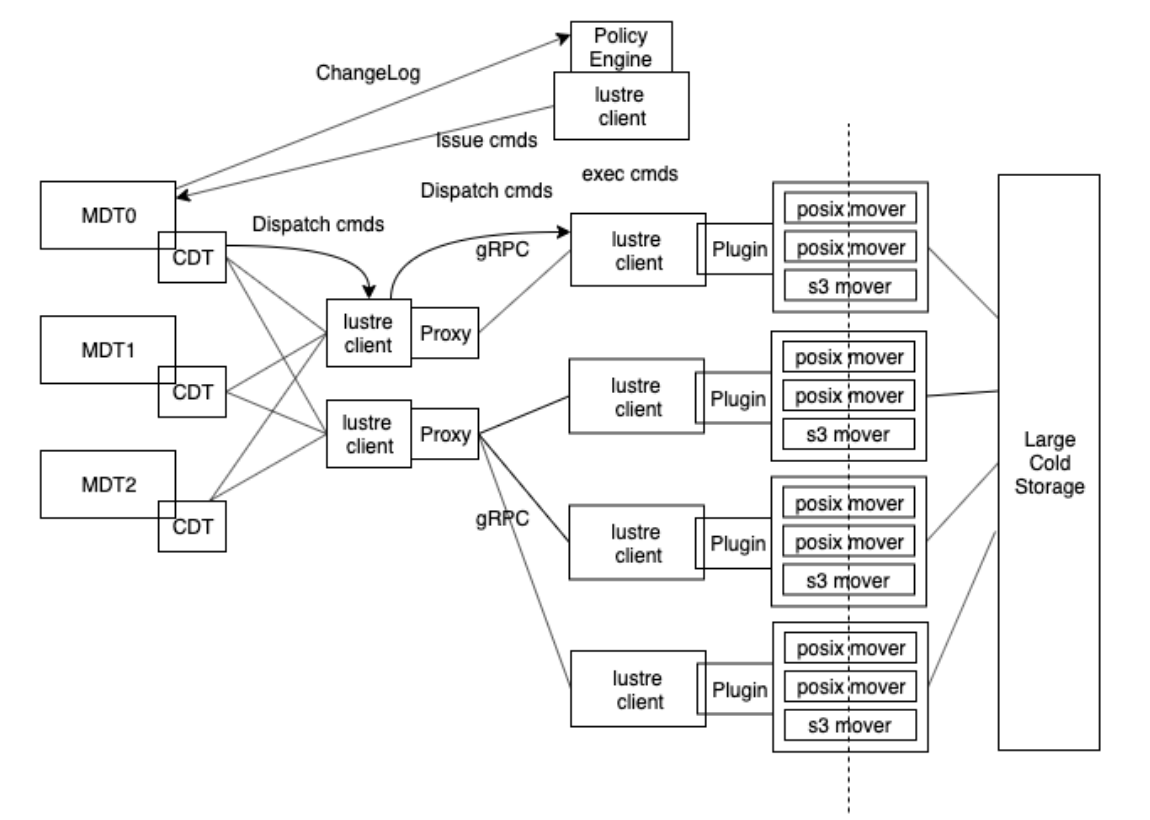 Policy
Engine
ChangeLog
lustre
client
Issue cmds
exec cmds
Dispatch cmds
MDT0
Dispatch cmds
CDT
gRPC
lustre
client
Plugin
posix mover
posix mover
s3 mover
lustre
client
Proxy
MDT1
CDT
lustre
client
Plugin
posix mover
posix mover
s3 mover
lustre
client
Proxy
MDT2
CDT
gRPC
lustre
client
Plugin
posix mover
posix mover
s3 mover
lustre
client
Plugin
posix mover
posix mover
s3 mover
Large
Cold
Storage